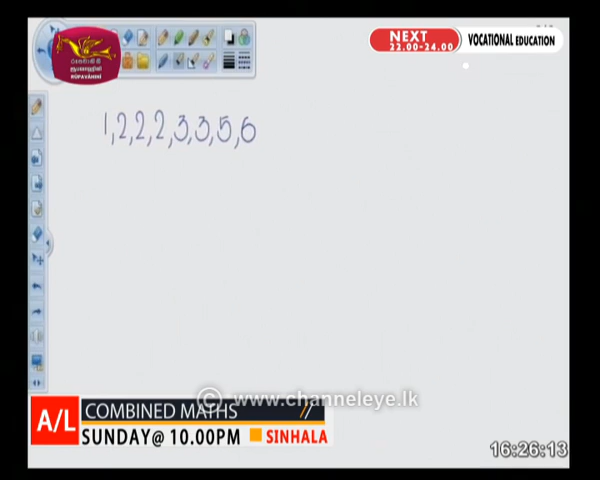 NEXT
22.00-24.00
VOCATIONAL EDUCATION
1,2,2,2,3,3,5,6
© www.channeleye.lk
A/L
COMBINED MATHS //
SUNDAY@ 10.00PM
SINHALA
16:26:13